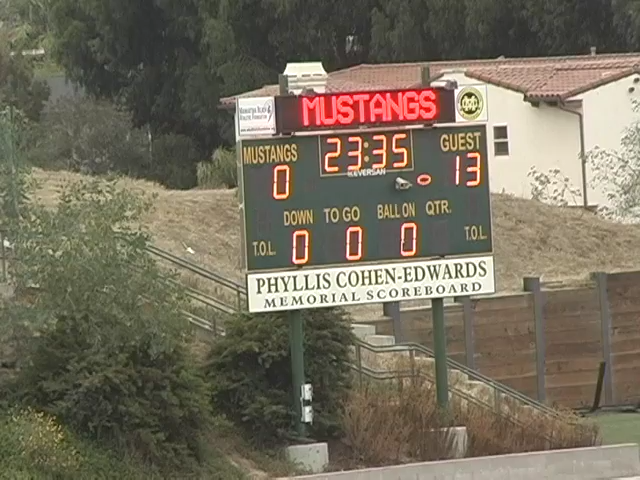 MUSTANGS
MUSTANGS 23:35 GUEST
0 13
DOWN TO GO BALL ON QTR.
T.O.L. 0 0 0 T.O.L.
PHYLLIS COHEN-EDWARDS
MEMORIAL SCOREBOARD